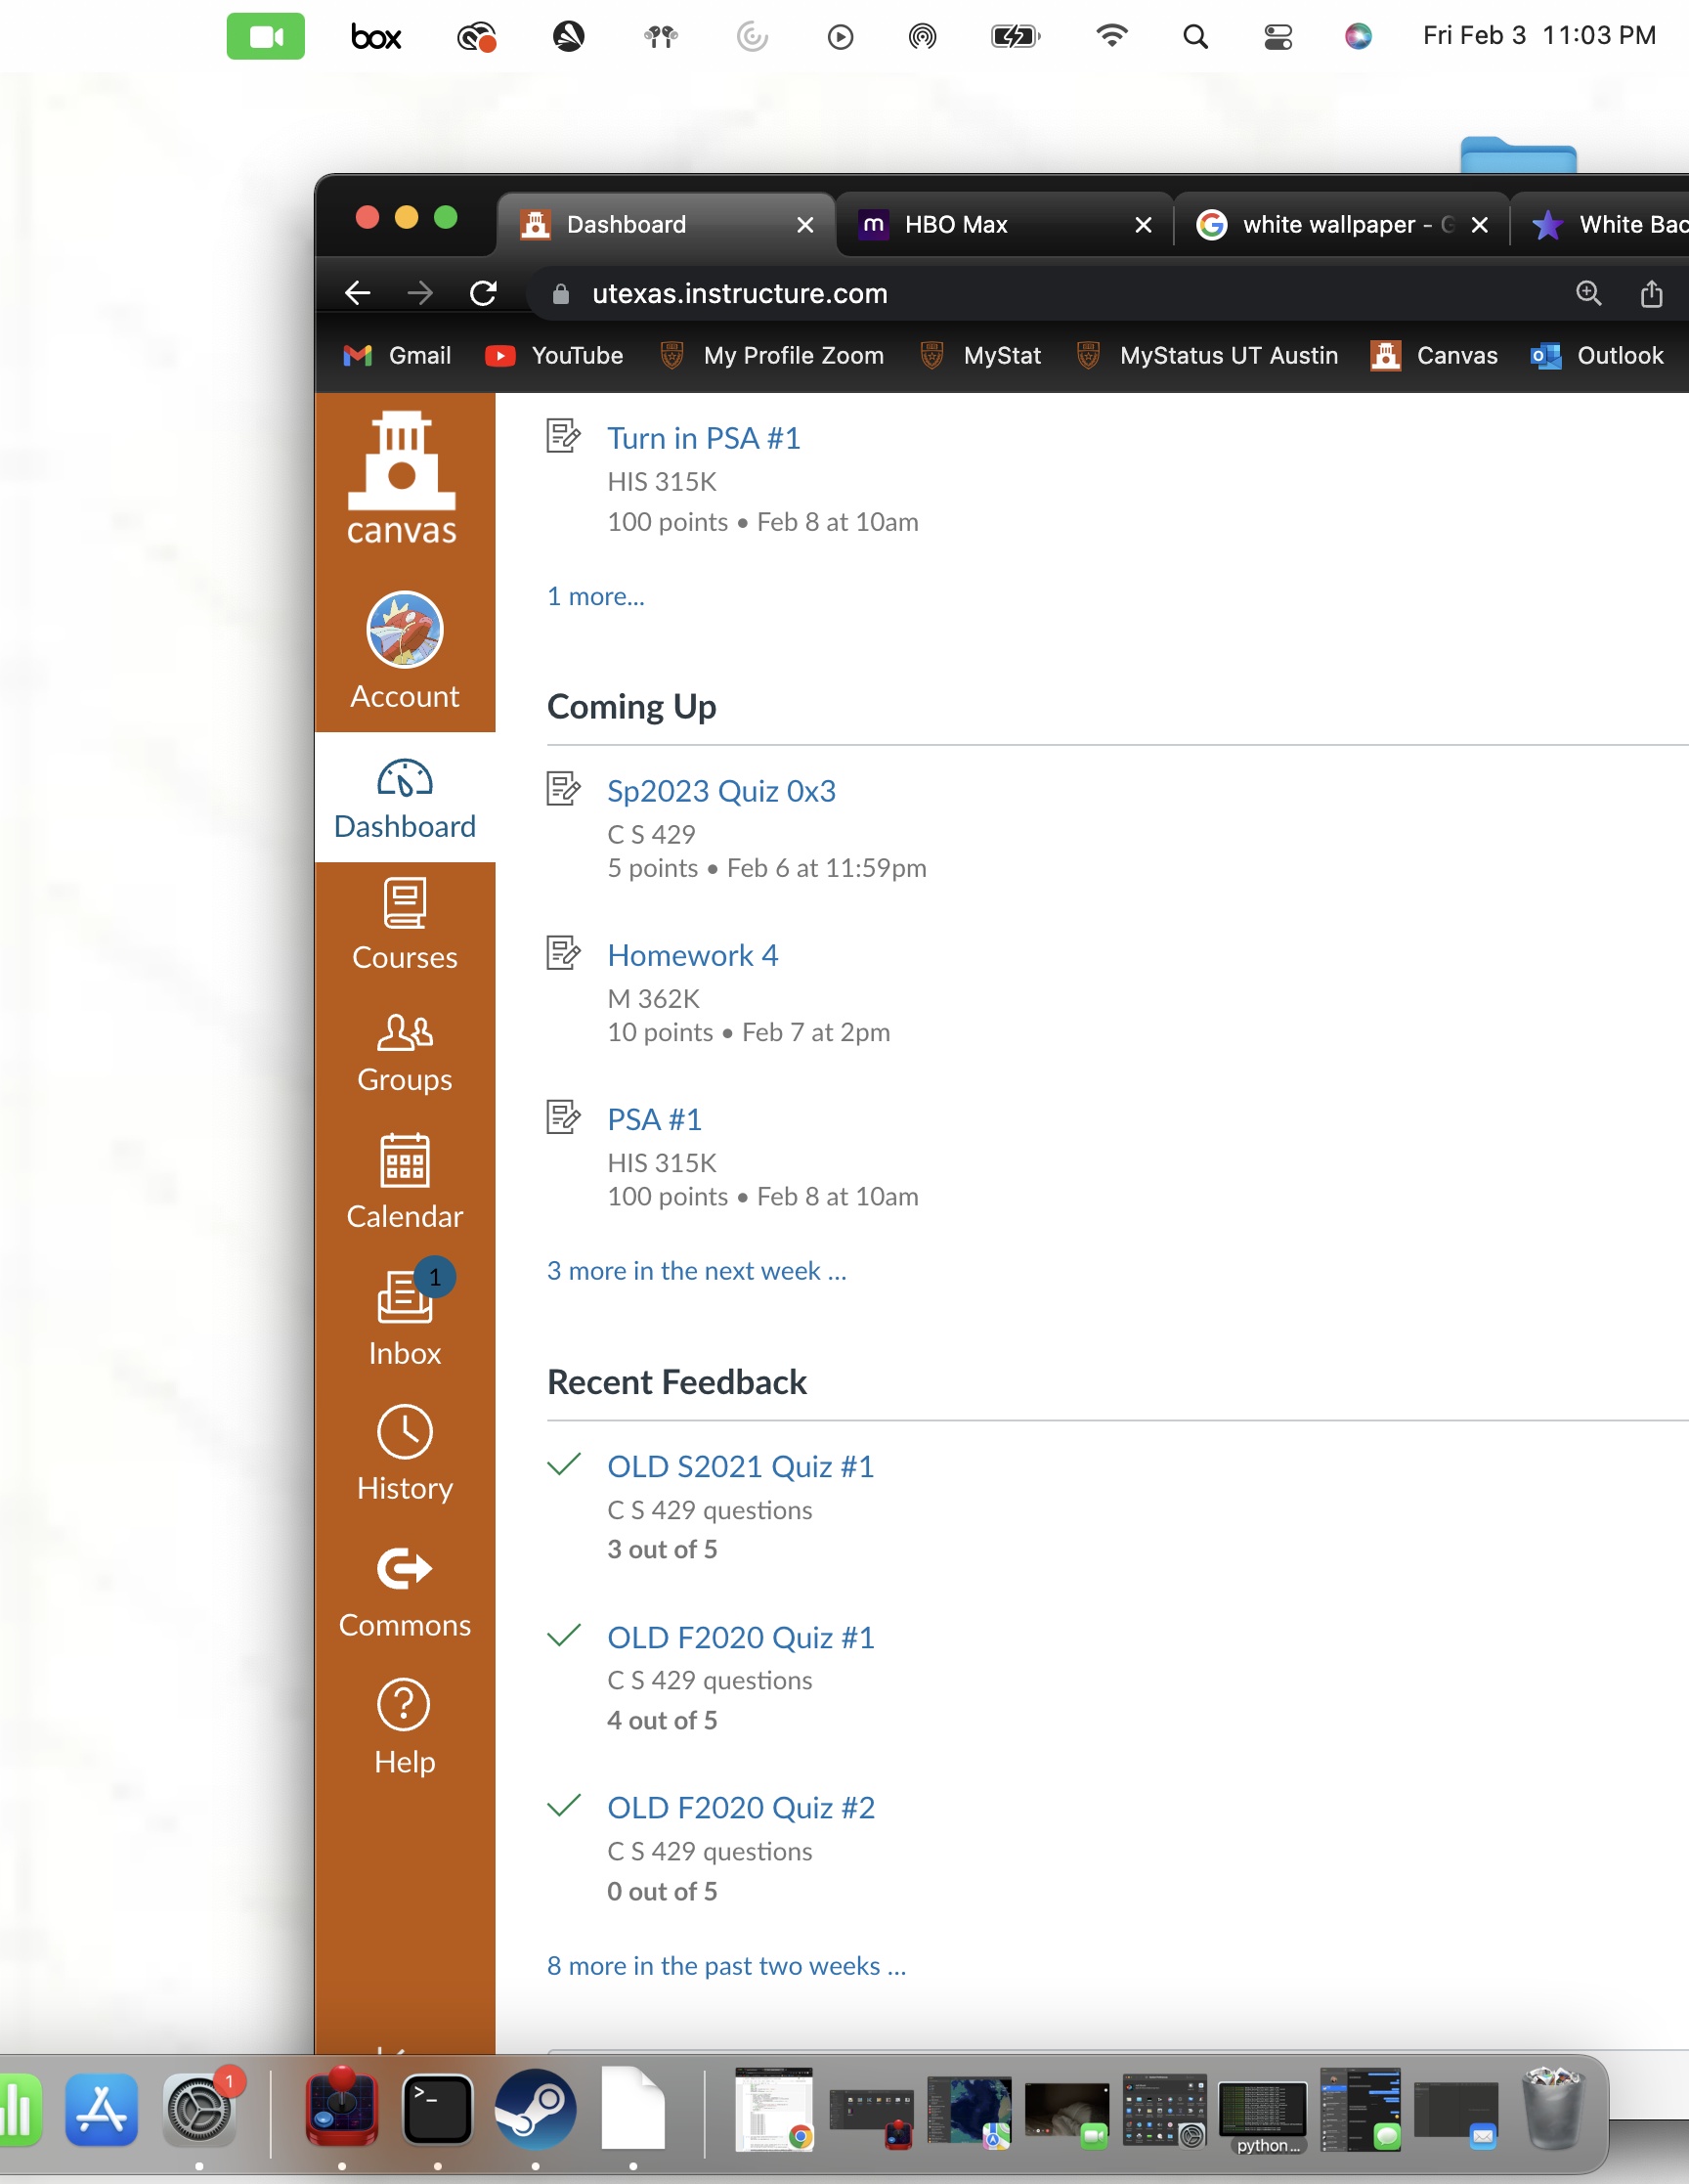 box
Fri Feb 3 11:03 PM
Dashboard
HBO Max
white wallpaper - G
White Bac
utexas.instructure.com
Gmail
YouTube
My Profile Zoom
MyStat
MyStatus UT Austin
Canvas
Outlook
canvas
Account
Dashboard
Courses
Groups
Calendar
1
Inbox
History
Commons
Help
Turn in PSA #1
HIS 315K
100 points • Feb 8 at 10am
1 more...
Coming Up
Sp2023 Quiz 0x3
C S 429
5 points • Feb 6 at 11:59pm
Homework 4
M 362K
10 points • Feb 7 at 2pm
PSA #1
HIS 315K
100 points • Feb 8 at 10am
3 more in the next week ...
Recent Feedback
OLD S2021 Quiz #1
C S 429 questions
3 out of 5
OLD F2020 Quiz #1
C S 429 questions
4 out of 5
OLD F2020 Quiz #2
C S 429 questions
0 out of 5
8 more in the past two weeks ...
1
>_
python...